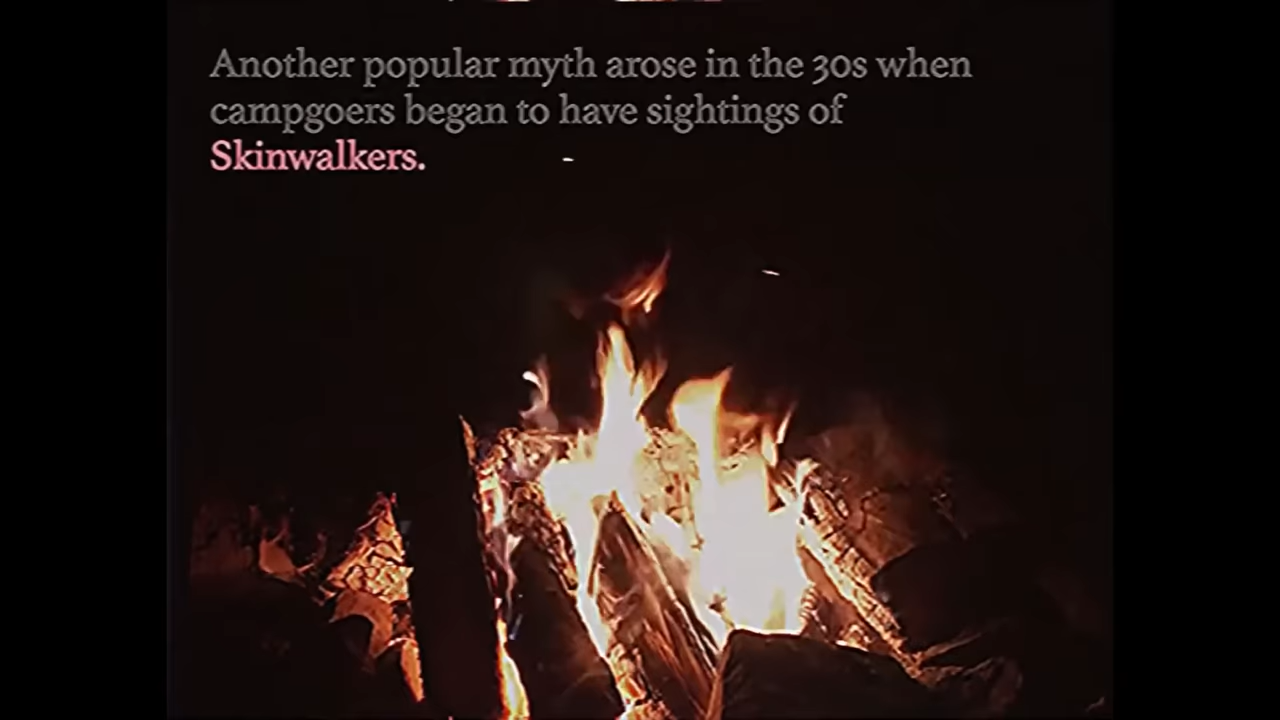 Another popular myth arose in the 30s when
campgoers began to have sightings of
Skinwalkers.